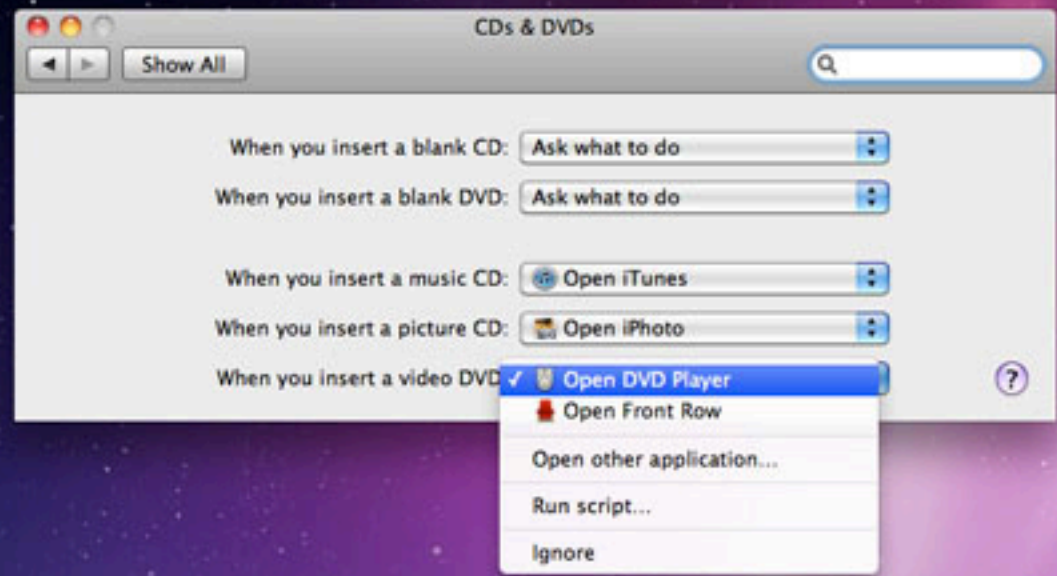 CDs & DVDs
Show All
When you insert a blank CD: Ask what to do
When you insert a blank DVD: Ask what to do
When you insert a music CD: Open iTunes
When you insert a picture CD: Open iPhoto
When you insert a video DVD ✓ Open DVD Player
?
Open Front Row
Open other application...
Run script...
Ignore